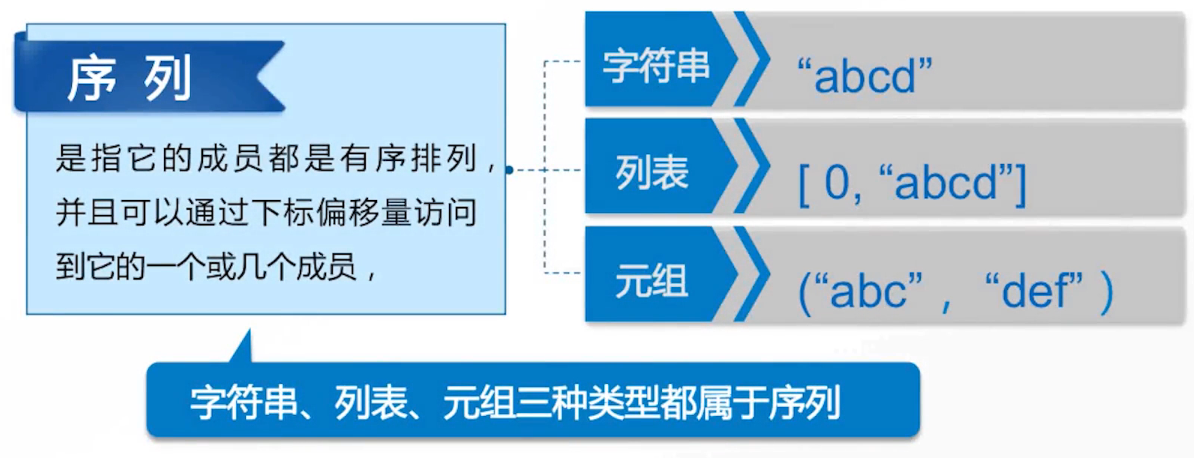 序 列
是指它的成员都是有序排列，
并且可以通过下标偏移量访问
到它的一个或几个成员，
字符串
“abcd”
列表
[ 0, “abcd”]
元组
(“abc” ， “def” )
字符串、列表、元组三种类型都属于序列